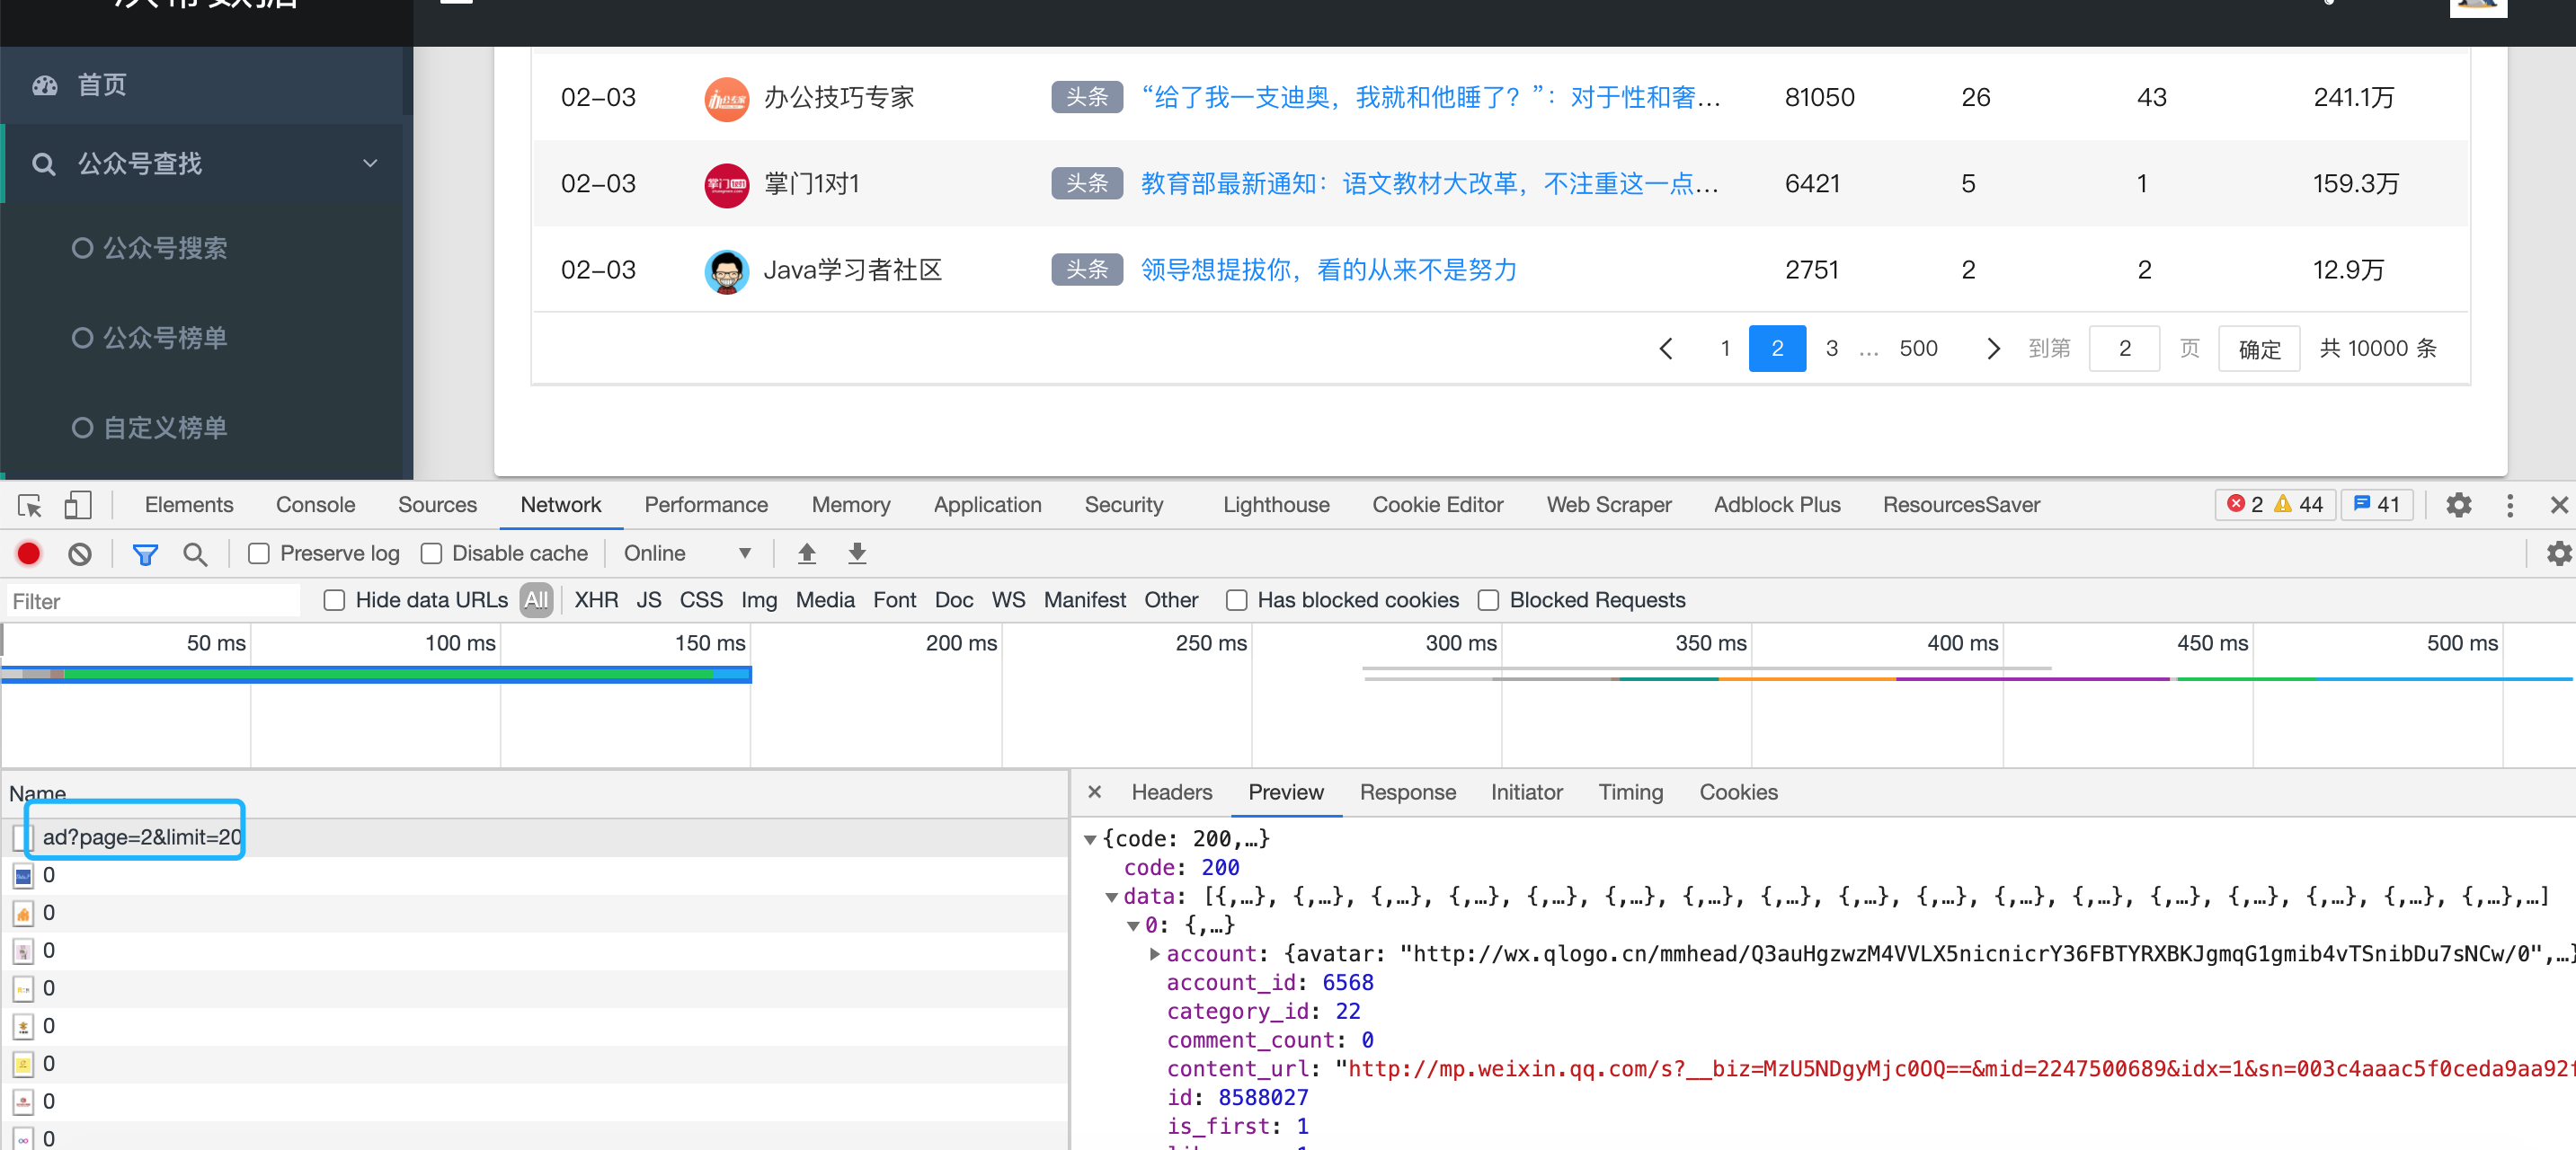 数据
首页
公众号查找
公众号搜索
公众号榜单
自定义榜单
02-03 办公技巧专家 头条 “给了我一支迪奥，我就和他睡了？”：对于性和奢... 81050 26 43 241.1万
02-03 掌门1对1 头条 教育部最新通知：语文教材大改革，不注重这一点... 6421 5 1 159.3万
02-03 Java学习者社区 头条 领导想提拔你，看的从来不是努力 2751 2 2 12.9万
1 2 3 ... 500 到第 2 页 确定 共 10000 条
Elements Console Sources Network Performance Memory Application Security Lighthouse Cookie Editor Web Scraper Adblock Plus ResourcesSaver 2 44 41
Preserve log Disable cache Online
Filter Hide data URLs All XHR JS CSS Img Media Font Doc WS Manifest Other Has blocked cookies Blocked Requests
50 ms 100 ms 150 ms 200 ms 250 ms 300 ms 350 ms 400 ms 450 ms 500 ms
Name
ad?page=2&limit=20
0
0
0
0
0
0
0
0
Headers Preview Response Initiator Timing Cookies
{code: 200,…}
code: 200
data: [{,…}, {,…}, {,…}, {,…}, {,…}, {,…}, {,…}, {,…}, {,…}, {,…}, {,…}, {,…}, {,…}, {,…}, {,…}, {,…}, {,…},…]
0: {,…}
account: {avatar: "http://wx.qlogo.cn/mmhead/Q3auHgzwzM4VVLX5nicnicrY36FBTYRXBKJgmqG1gmib4vTSnibDu7sNCw/0",…}
account_id: 6568
category_id: 22
comment_count: 0
content_url: "http://mp.weixin.qq.com/s?__biz=MzU5NDgyMjc0OQ==&mid=2247500689&idx=1&sn=003c4aaac5f0ceda9aa92f
id: 8588027
is_first: 1